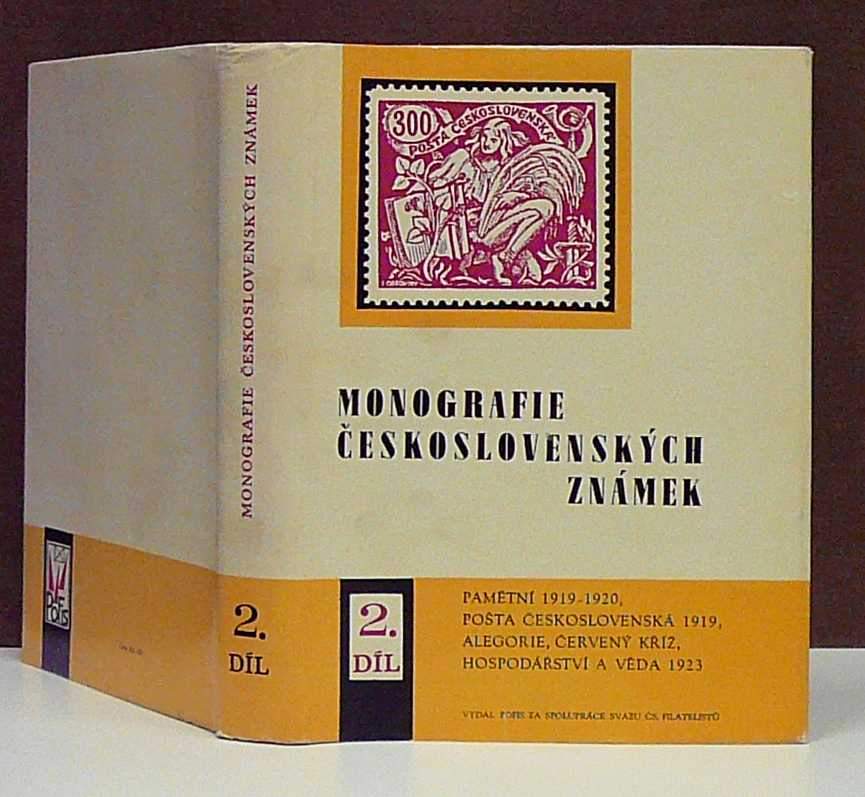 300
POŠTA ČESKOSLOVENSKÁ
MONOGRAFIE
ČESKOSLOVENSKÝCH
ZNÁMEK
2.
DÍL
PAMĚTNÍ 1919-1920,
POŠTA ČESKOSLOVENSKÁ 1919,
ALEGORIE, ČERVENÝ KŘÍŽ,
HOSPODÁŘSTVÍ A VĚDA 1923
VYDAL POFIS ZA SPOLUPRÁCE SVAZU ČS. FILATELISTŮ
MONOGRAFIE ČESKOSLOVENSKÝCH ZNÁMEK
2.
DÍL
POFIS